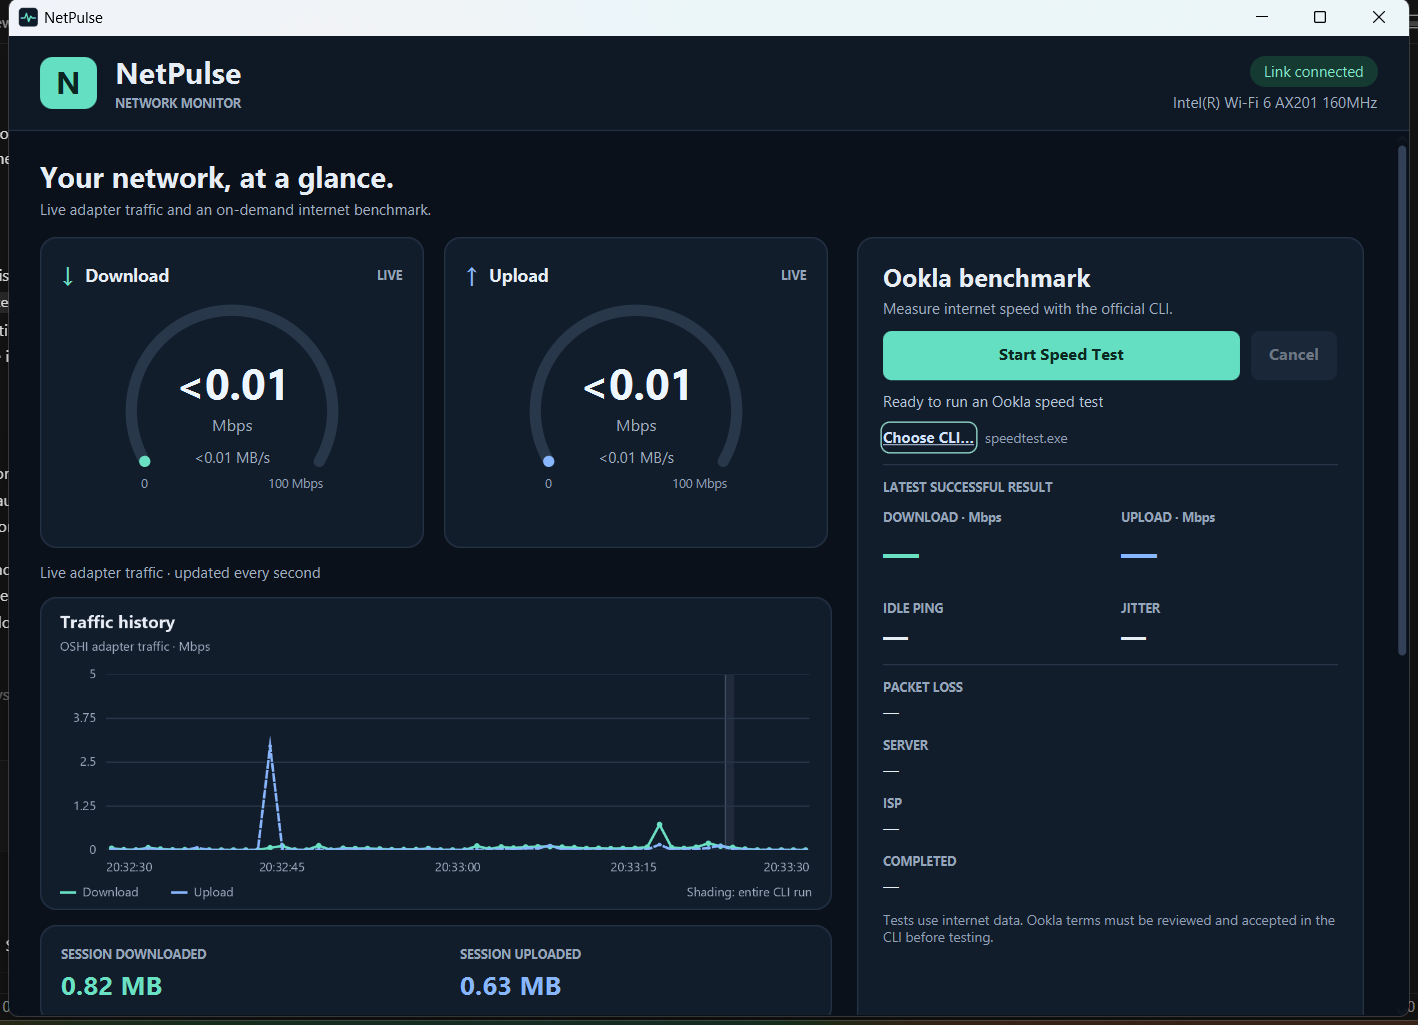 NetPulse
N
NetPulse
NETWORK MONITOR
Link connected
Intel(R) Wi-Fi 6 AX201 160MHz
Your network, at a glance.
Live adapter traffic and an on-demand internet benchmark.
↓ Download LIVE
<0.01
Mbps
<0.01 MB/s
0 100 Mbps
↑ Upload LIVE
<0.01
Mbps
<0.01 MB/s
0 100 Mbps
Live adapter traffic · updated every second
Traffic history
OSHI adapter traffic · Mbps
5
3.75
2.5
1.25
0
20:32:30 20:32:45 20:33:00 20:33:15 20:33:30
Download Upload Shading: entire CLI run
SESSION DOWNLOADED SESSION UPLOADED
0.82 MB 0.63 MB
Ookla benchmark
Measure internet speed with the official CLI.
Start Speed Test Cancel
Ready to run an Ookla speed test
Choose CLI... speedtest.exe
LATEST SUCCESSFUL RESULT
DOWNLOAD · Mbps UPLOAD · Mbps
— —
IDLE PING JITTER
— —
PACKET LOSS
—
SERVER
—
ISP
—
COMPLETED
—
Tests use internet data. Ookla terms must be reviewed and accepted in the
CLI before testing.